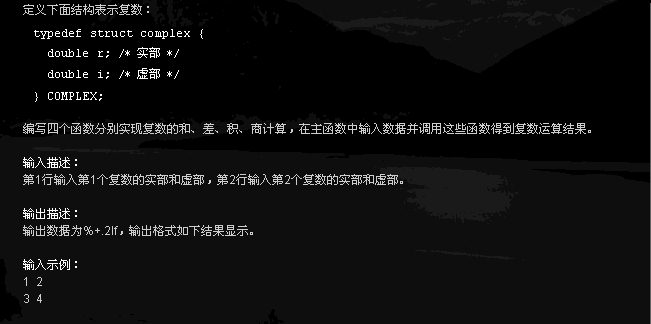 定义下面结构表示复数：
typedef struct complex {
double r; /* 实部 */
double i; /* 虚部 */
} COMPLEX;
编写四个函数分别实现复数的和、差、积、商计算，在主函数中输入数据并调用这些函数得到复数运算结果。
输入描述：
第1行输入第1个复数的实部和虚部，第2行输入第2个复数的实部和虚部。
输出描述：
输出数据为%+.2lf，输出格式如下结果显示。
输入示例：
1 2
3 4